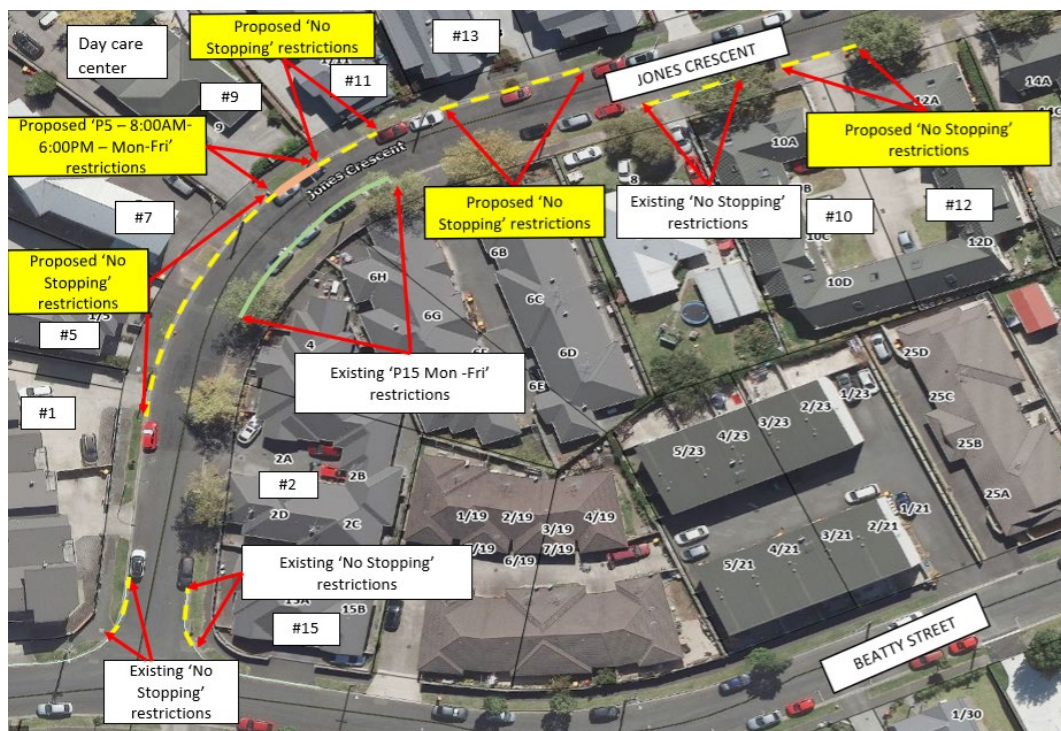 Day care
center
Proposed 'No
Stopping' restrictions
#13
#11
#9
9
JONES CRESCENT
Proposed 'P5 – 8:00AM-
6:00PM – Mon-Fri'
restrictions
Jones Crescent
Proposed 'No
Stopping' restrictions
Existing 'No Stopping'
restrictions
Proposed 'No Stopping'
restrictions
12A
14A
10A
8
#7
#10
#12
10C
12D
10D
Proposed 'No
Stopping'
restrictions
#5
6H
6G
6B
6C
6D
6E
4
Existing 'P15 Mon -Fri'
restrictions
#1
2A
2B
#2
2D
2C
25D
25C
25B
25A
1/23
2/23
3/23
4/23
5/23
1/19
2/19
3/19
4/19
6/19
7/19
1/21
2/21
3/21
4/21
5/21
Existing 'No Stopping'
restrictions
15B
#15
BEATTY STREET
Existing 'No
Stopping'
restrictions
1/30